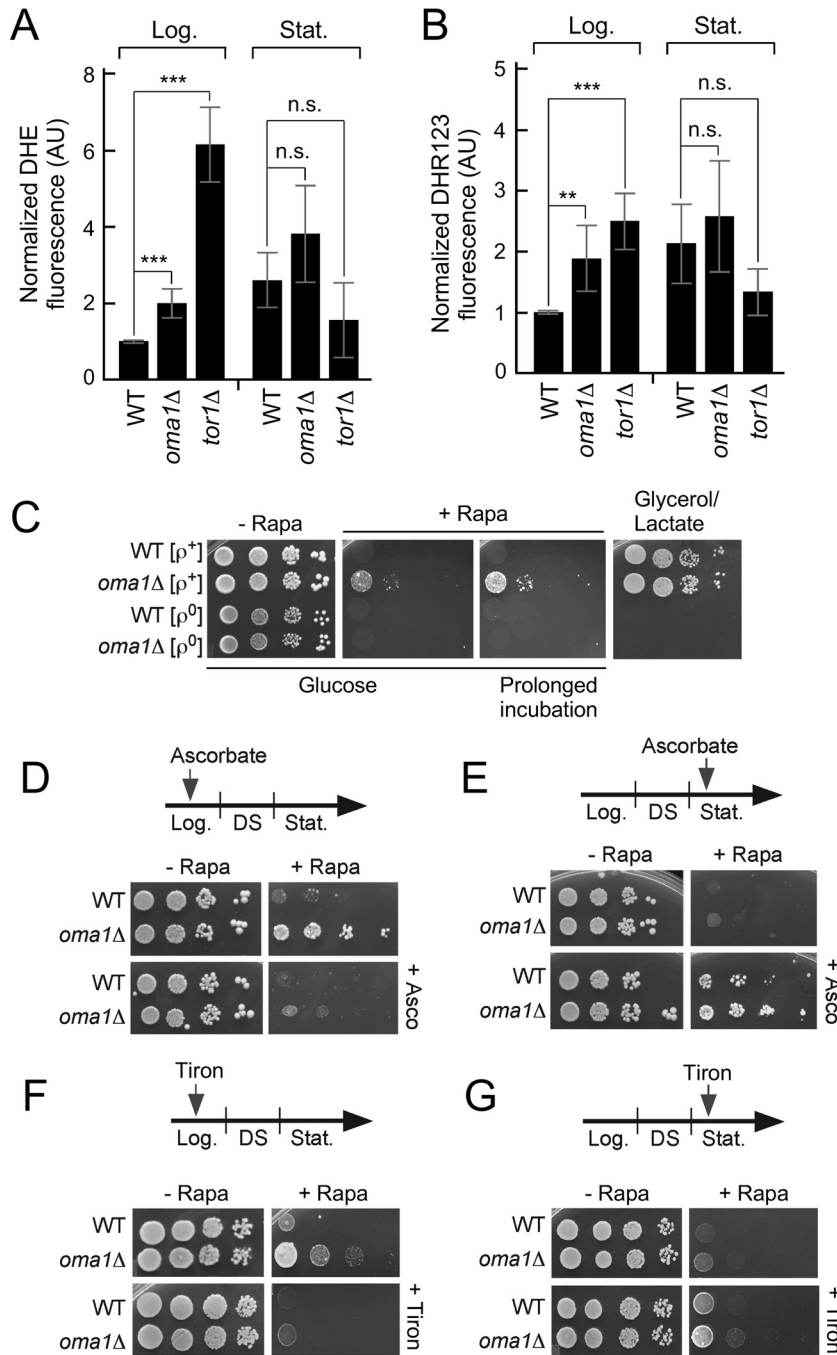 A
Log.
Stat.
Normalized DHE
fluorescence (AU)
8
6
4
2
0
***
***
n.s.
n.s.
WT
oma1Δ
tor1Δ
WT
oma1Δ
tor1Δ
B
Log.
Stat.
Normalized DHR123
fluorescence (AU)
5
4
3
2
1
0
***
**
n.s.
n.s.
WT
oma1Δ
tor1Δ
WT
oma1Δ
tor1Δ
C
- Rapa
+ Rapa
Glycerol/
Lactate
WT [ρ⁺]
oma1Δ [ρ⁺]
WT [ρ⁰]
oma1Δ [ρ⁰]
Glucose
Prolonged
incubation
D
Ascorbate
Log.
DS
Stat.
- Rapa
+ Rapa
WT
oma1Δ
WT
oma1Δ
+ Asco
E
Ascorbate
Log.
DS
Stat.
- Rapa
+ Rapa
WT
oma1Δ
WT
oma1Δ
+ Asco
F
Tiron
Log.
DS
Stat.
- Rapa
+ Rapa
WT
oma1Δ
WT
oma1Δ
+ Tiron
G
Tiron
Log.
DS
Stat.
- Rapa
+ Rapa
WT
oma1Δ
WT
oma1Δ
+ Tiron